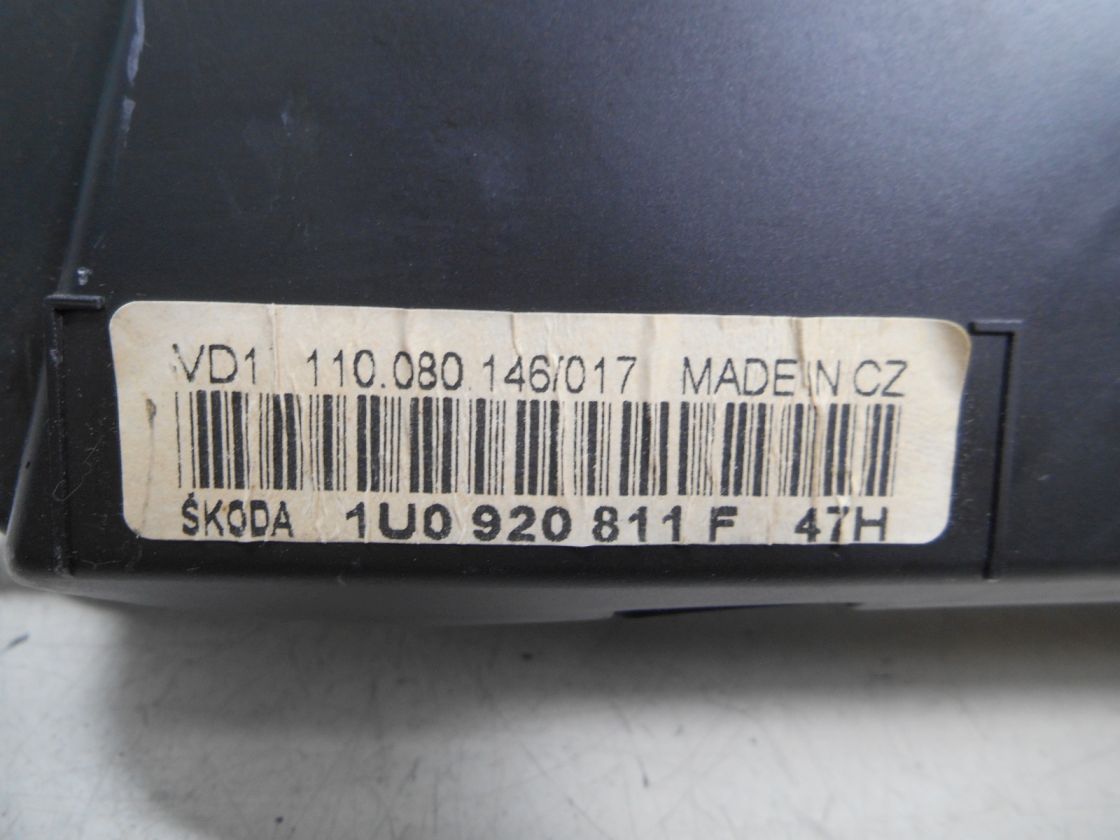 VD1 110.080.146/017 MADE IN CZ
ŠKODA 1U0 920 811 F 47H